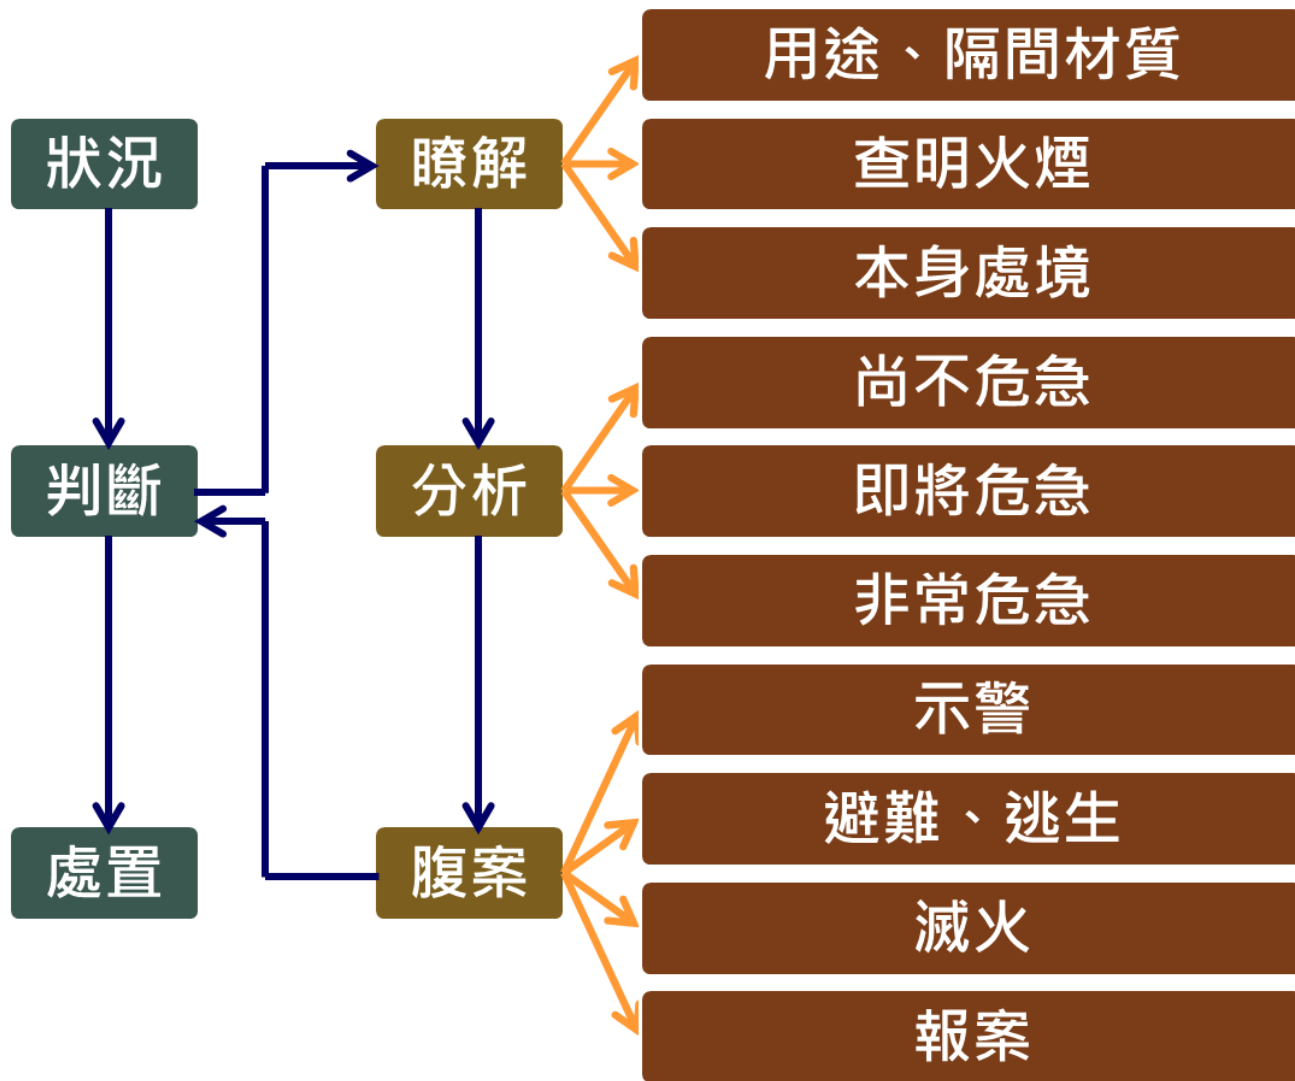 狀況
判斷
處置
瞭解
分析
腹案
用途、隔間材質
查明火煙
本身處境
尚不危急
即將危急
非常危急
示警
避難、逃生
滅火
報案